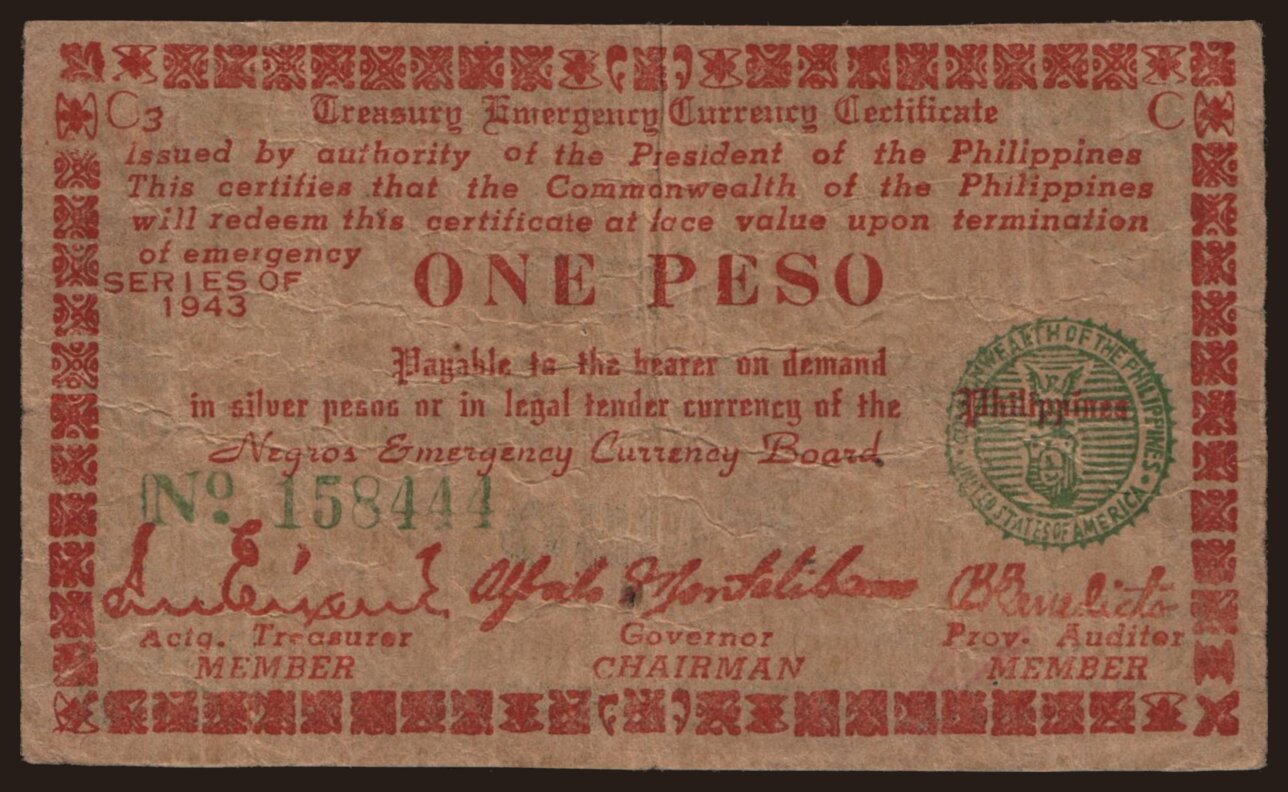 C3 Treasury Emergency Currency Certificate C
Issued by authority of the President of the Philippines
This certifies that the Commonwealth of the Philippines
will redeem this certificate at face value upon termination
of emergency
SERIES OF
1943
ONE PESO
Payable to the bearer on demand
in silver pesos or in legal tender currency of the Philippines
Negros Emergency Currency Board
COMMONWEALTH OF THE PHILIPPINES
UNITED STATES OF AMERICA
No. 158444
Actg. Treasurer Governor Prov. Auditor
MEMBER CHAIRMAN MEMBER